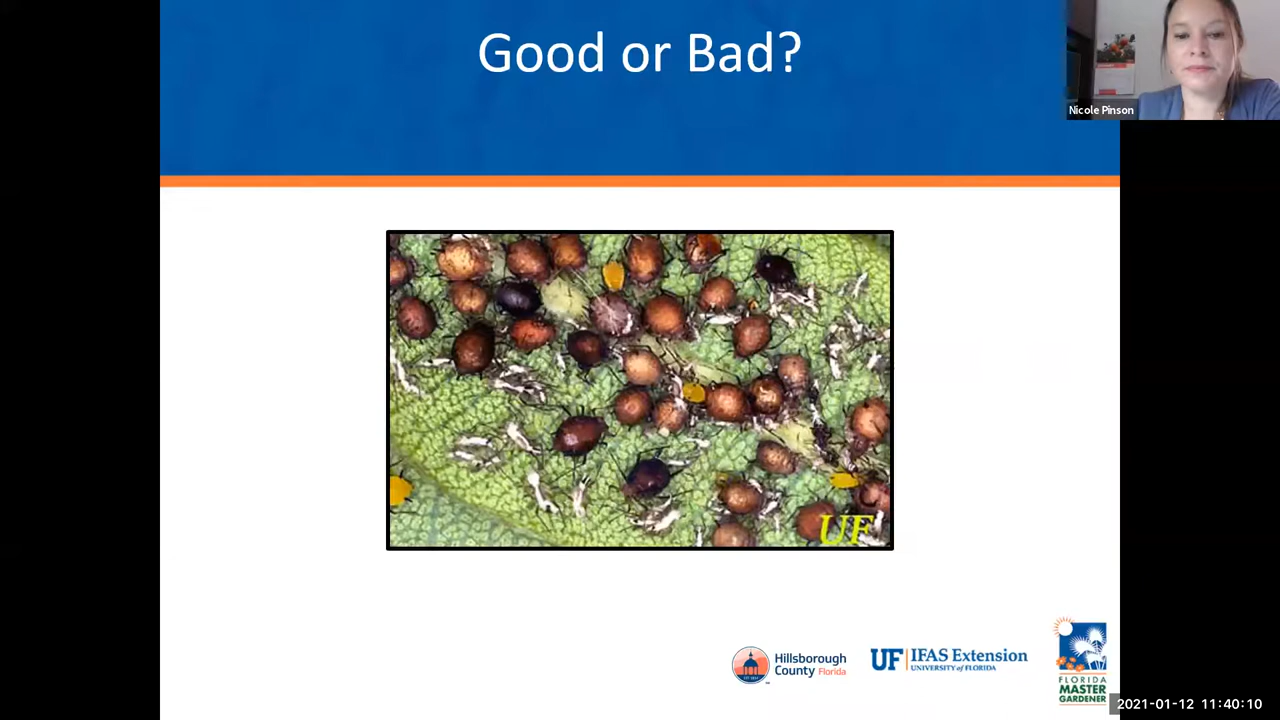 Good or Bad?
Nicole Pinson
UF
Hillsborough
County Florida
UF IFAS Extension
UNIVERSITY of FLORIDA
FLORIDA
MASTER
GARDENER
2021-01-12 11:40:10